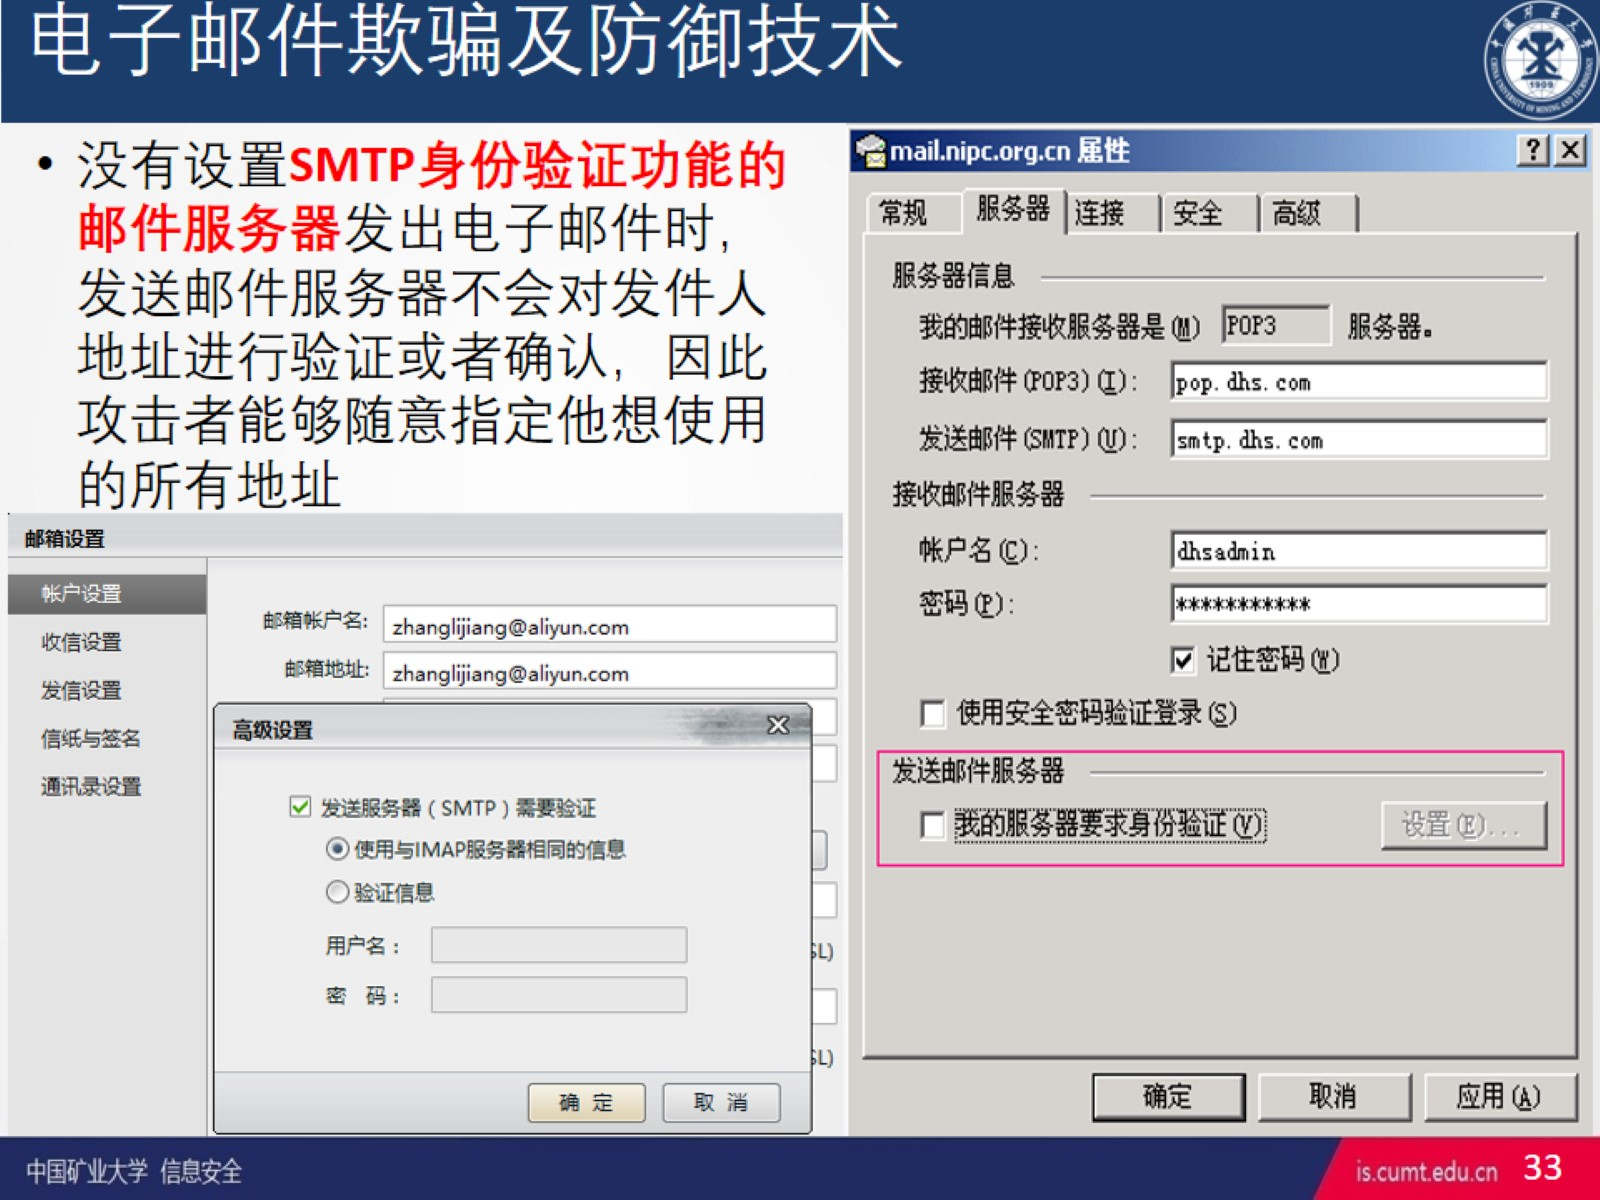 电子邮件欺骗及防御技术
• 没有设置SMTP身份验证功能的
邮件服务器发出电子邮件时,
发送邮件服务器不会对发件人
地址进行验证或者确认,因此
攻击者能够随意指定他想使用
的所有地址
邮箱设置
帐户设置
收信设置
发信设置
信纸与签名
通讯录设置
邮箱帐户名: zhanglijiang@aliyun.com
邮箱地址: zhanglijiang@aliyun.com
高级设置
发送服务器(SMTP)需要验证
使用与IMAP服务器相同的信息
验证信息
用户名:
密 码:
SL)
SL)
确 定 取 消
mail.nipc.org.cn 属性
常规 服务器 连接 安全 高级
服务器信息
我的邮件接收服务器是(M) POP3 服务器。
接收邮件(POP3)(I): pop.dhs.com
发送邮件(SMTP)(U): smtp.dhs.com
接收邮件服务器
帐户名(C): dhsadmin
密码(P): ***********
记住密码(W)
使用安全密码验证登录(S)
发送邮件服务器
我的服务器要求身份验证(V) 设置(E)...
确定 取消 应用(A)
中国矿业大学 信息安全
is.cumt.edu.cn 33